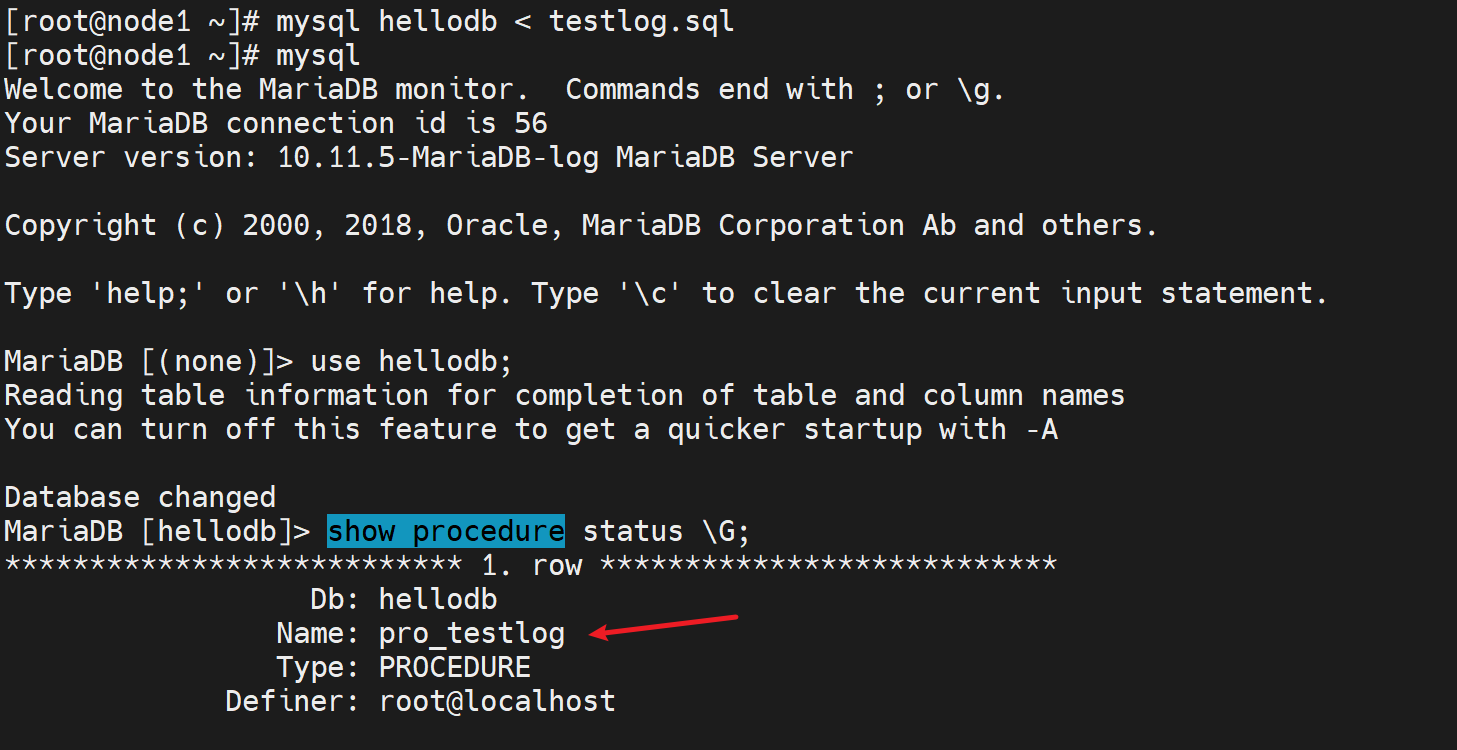 [root@node1 ~]# mysql hellodb < testlog.sql
[root@node1 ~]# mysql
Welcome to the MariaDB monitor.  Commands end with ; or \g.
Your MariaDB connection id is 56
Server version: 10.11.5-MariaDB-log MariaDB Server
Copyright (c) 2000, 2018, Oracle, MariaDB Corporation Ab and others.
Type 'help;' or '\h' for help. Type '\c' to clear the current input statement.
MariaDB [(none)]> use hellodb;
Reading table information for completion of table and column names
You can turn off this feature to get a quicker startup with -A
Database changed
MariaDB [hellodb]> show procedure status \G;
*************************** 1. row ***************************
Db: hellodb
Name: pro_testlog
Type: PROCEDURE
Definer: root@localhost